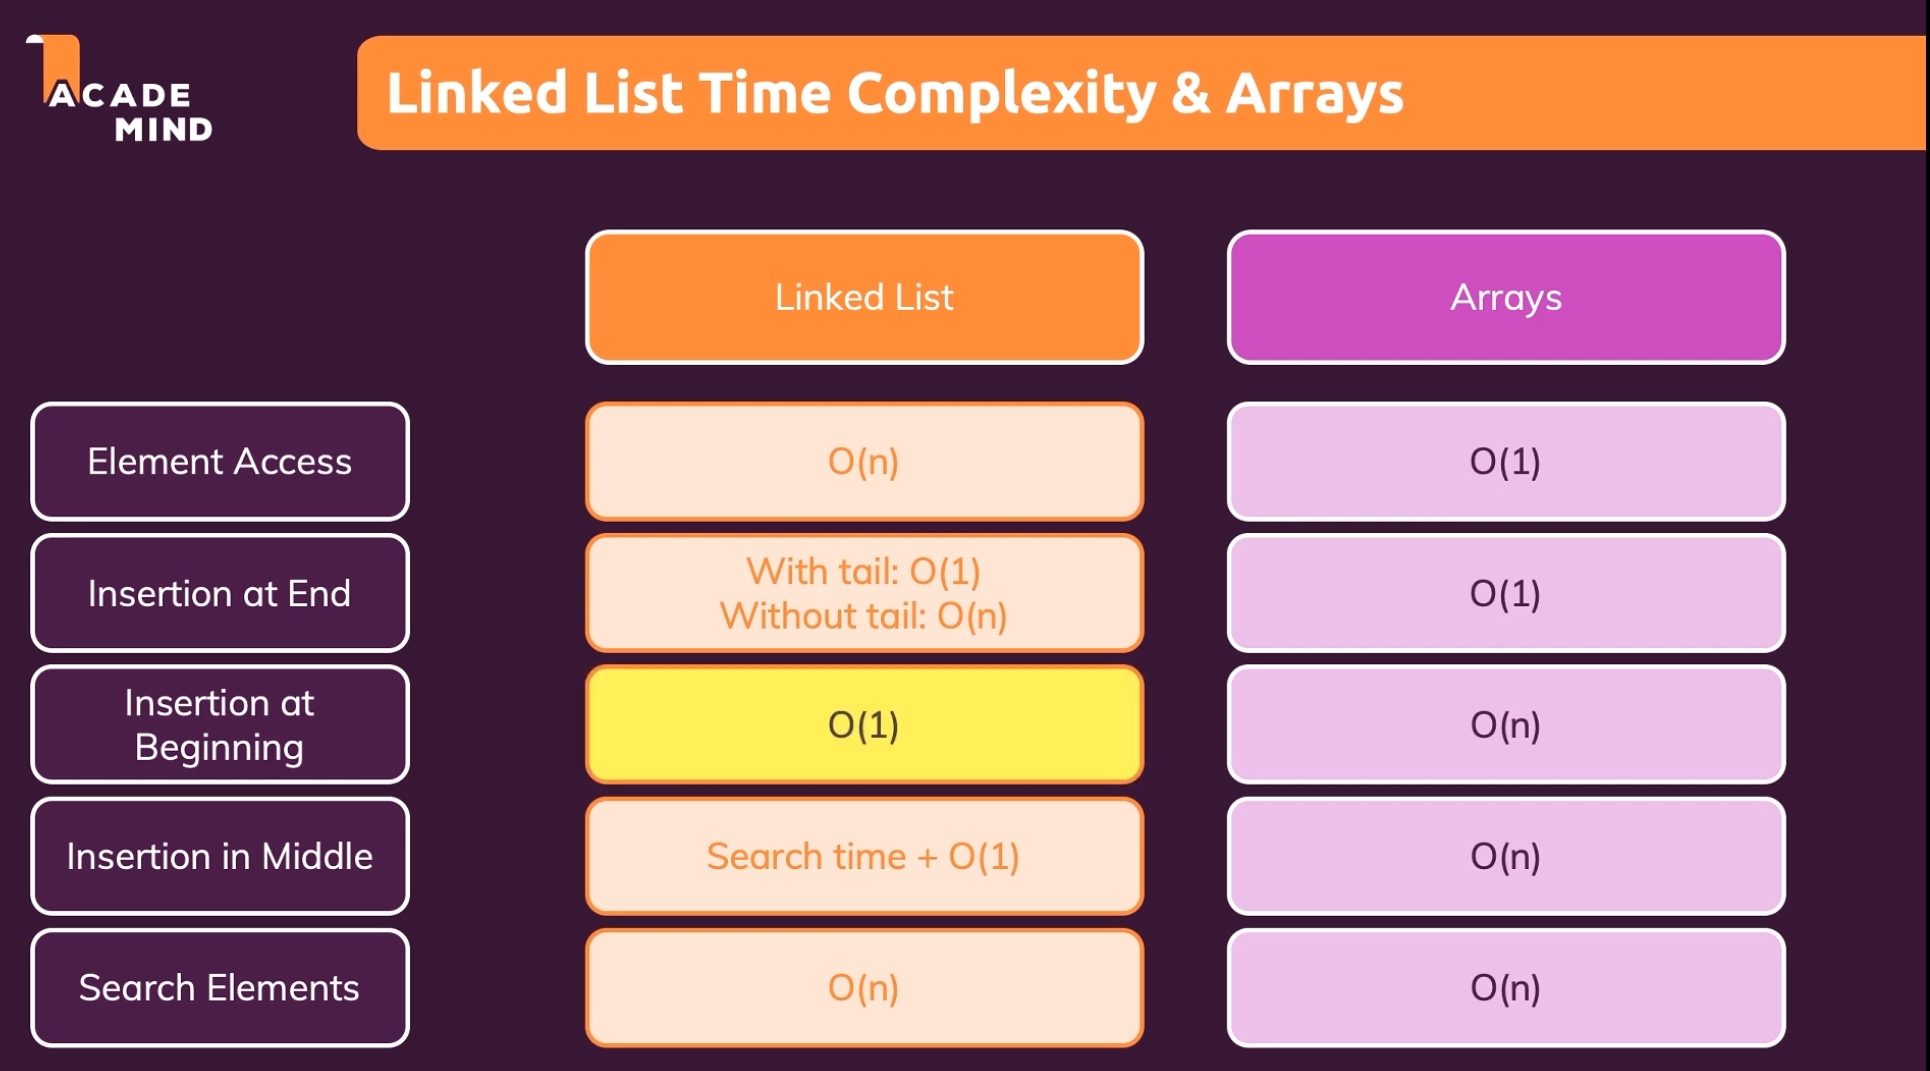 ACADE
MIND
Linked List Time Complexity & Arrays
Linked List
Arrays
Element Access
O(n)
O(1)
Insertion at End
With tail: O(1)
Without tail: O(n)
O(1)
Insertion at
Beginning
O(1)
O(n)
Insertion in Middle
Search time + O(1)
O(n)
Search Elements
O(n)
O(n)